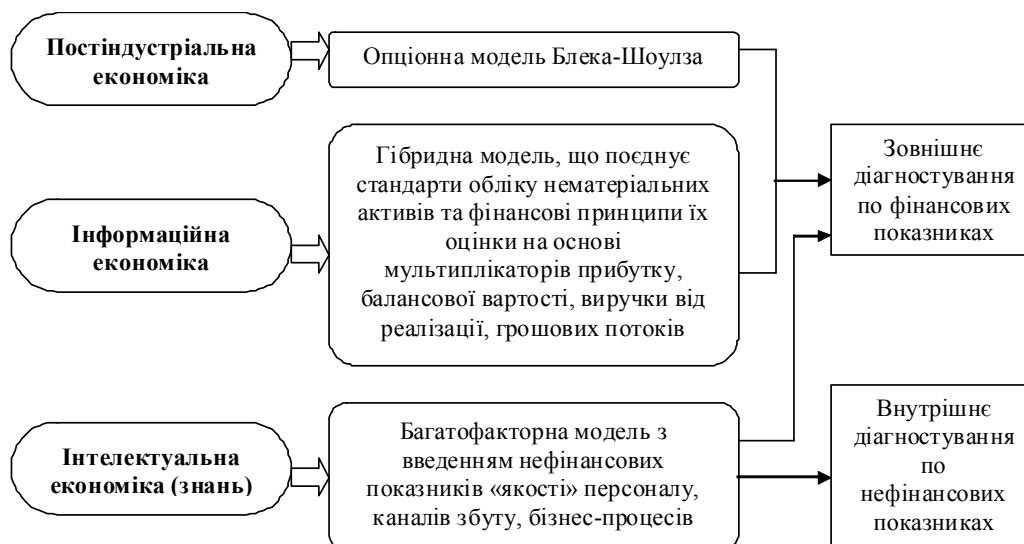 Постіндустріальна
економіка
Опціонна модель Блека-Шоулза
Інформаційна
економіка
Гібридна модель, що поєднує
стандарти обліку нематеріальних
активів та фінансові принципи їх
оцінки на основі
мультиплікаторів прибутку,
балансової вартості, виручки від
реалізації, грошових потоків
Зовнішнє
діагностування
по фінансових
показниках
Інтелектуальна
економіка (знань)
Багатофакторна модель з
введенням нефінансових
показників «якості» персоналу,
каналів збуту, бізнес-процесів
Внутрішнє
діагностування
по
нефінансових
показниках